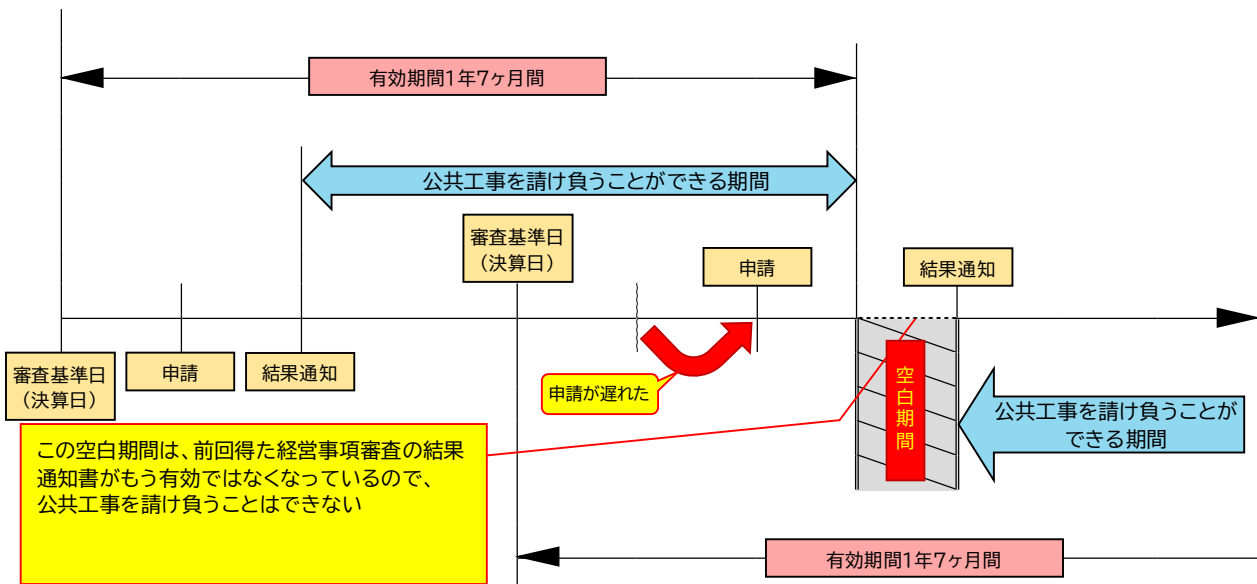 有効期間1年7ヶ月間
公共工事を請け負うことができる期間
審査基準日
（決算日）
申請
結果通知
審査基準日
（決算日）
申請
結果通知
申請が遅れた
空白期間
公共工事を請け負うことが
できる期間
この空白期間は、前回得た経営事項審査の結果
通知書がもう有効ではなくなっているので、
公共工事を請け負うことはできない
有効期間1年7ヶ月間